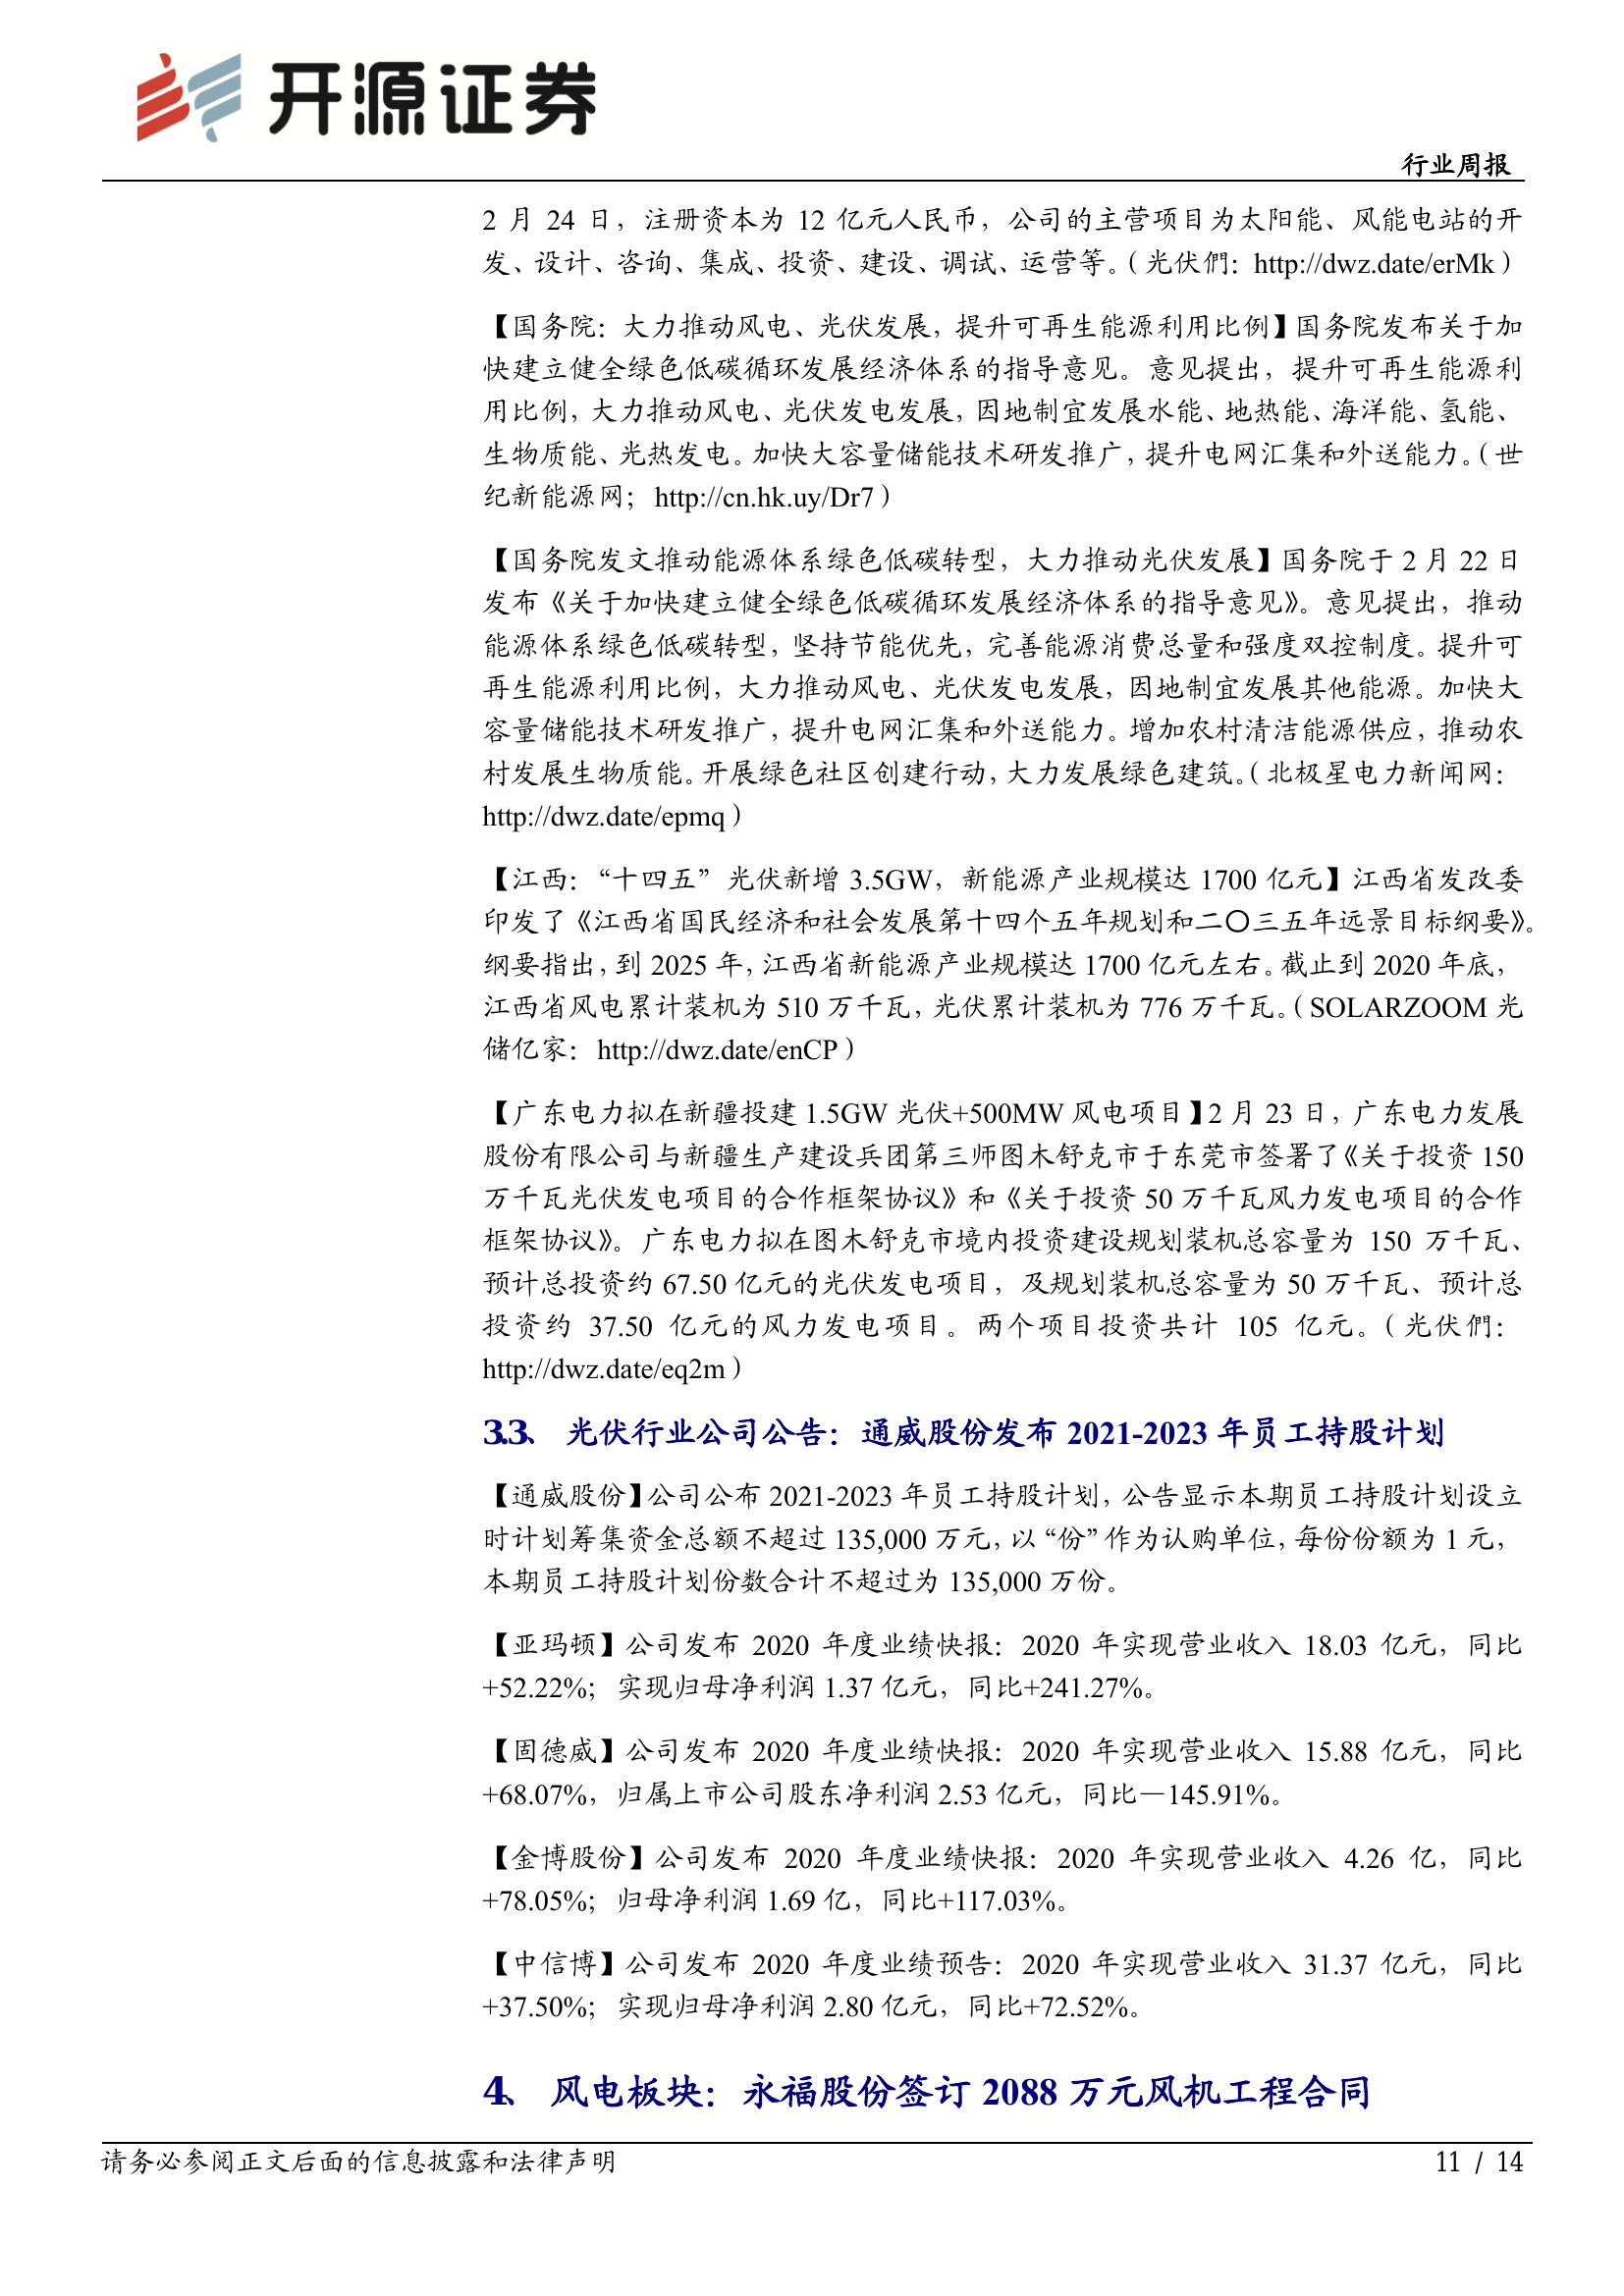 开源证券
行业周报
2 月 24 日，注册资本为 12 亿元人民币，公司的主营项目为太阳能、风能电站的开
发、设计、咨询、集成、投资、建设、调试、运营等。（光伏們：http://dwz.date/erMk）
【国务院：大力推动风电、光伏发展，提升可再生能源利用比例】国务院发布关于加
快建立健全绿色低碳循环发展经济体系的指导意见。意见提出，提升可再生能源利
用比例，大力推动风电、光伏发电发展，因地制宜发展水能、地热能、海洋能、氢能、
生物质能、光热发电。加快大容量储能技术研发推广，提升电网汇集和外送能力。（世
纪新能源网；http://cn.hk.uy/Dr7）
【国务院发文推动能源体系绿色低碳转型，大力推动光伏发展】国务院于 2 月 22 日
发布《关于加快建立健全绿色低碳循环发展经济体系的指导意见》。意见提出，推动
能源体系绿色低碳转型，坚持节能优先，完善能源消费总量和强度双控制度。提升可
再生能源利用比例，大力推动风电、光伏发电发展，因地制宜发展其他能源。加快大
容量储能技术研发推广，提升电网汇集和外送能力。增加农村清洁能源供应，推动农
村发展生物质能。开展绿色社区创建行动，大力发展绿色建筑。（北极星电力新闻网：
http://dwz.date/epmq）
【江西：“十四五”光伏新增 3.5GW，新能源产业规模达 1700 亿元】江西省发改委
印发了《江西省国民经济和社会发展第十四个五年规划和二〇三五年远景目标纲要》。
纲要指出，到 2025 年，江西省新能源产业规模达 1700 亿元左右。截止到 2020 年底，
江西省风电累计装机为 510 万千瓦，光伏累计装机为 776 万千瓦。（SOLARZOOM 光
储亿家：http://dwz.date/enCP）
【广东电力拟在新疆投建 1.5GW 光伏+500MW 风电项目】2 月 23 日，广东电力发展
股份有限公司与新疆生产建设兵团第三师图木舒克市于东莞市签署了《关于投资 150
万千瓦光伏发电项目的合作框架协议》和《关于投资 50 万千瓦风力发电项目的合作
框架协议》。广东电力拟在图木舒克市境内投资建设规划装机总容量为 150 万千瓦、
预计总投资约 67.50 亿元的光伏发电项目，及规划装机总容量为 50 万千瓦、预计总
投资约 37.50 亿元的风力发电项目。两个项目投资共计 105 亿元。（光伏們：
http://dwz.date/eq2m）
3.3、 光伏行业公司公告：通威股份发布 2021-2023 年员工持股计划
【通威股份】公司公布 2021-2023 年员工持股计划，公告显示本期员工持股计划设立
时计划筹集资金总额不超过 135,000 万元，以“份”作为认购单位，每份份额为 1 元，
本期员工持股计划份数合计不超过为 135,000 万份。
【亚玛顿】公司发布 2020 年度业绩快报：2020 年实现营业收入 18.03 亿元，同比
+52.22%；实现归母净利润 1.37 亿元，同比+241.27%。
【固德威】公司发布 2020 年度业绩快报：2020 年实现营业收入 15.88 亿元，同比
+68.07%，归属上市公司股东净利润 2.53 亿元，同比—145.91%。
【金博股份】公司发布 2020 年度业绩快报：2020 年实现营业收入 4.26 亿，同比
+78.05%；归母净利润 1.69 亿，同比+117.03%。
【中信博】公司发布 2020 年度业绩预告：2020 年实现营业收入 31.37 亿元，同比
+37.50%；实现归母净利润 2.80 亿元，同比+72.52%。
4、 风电板块：永福股份签订 2088 万元风机工程合同
请务必参阅正文后面的信息披露和法律声明
11 / 14